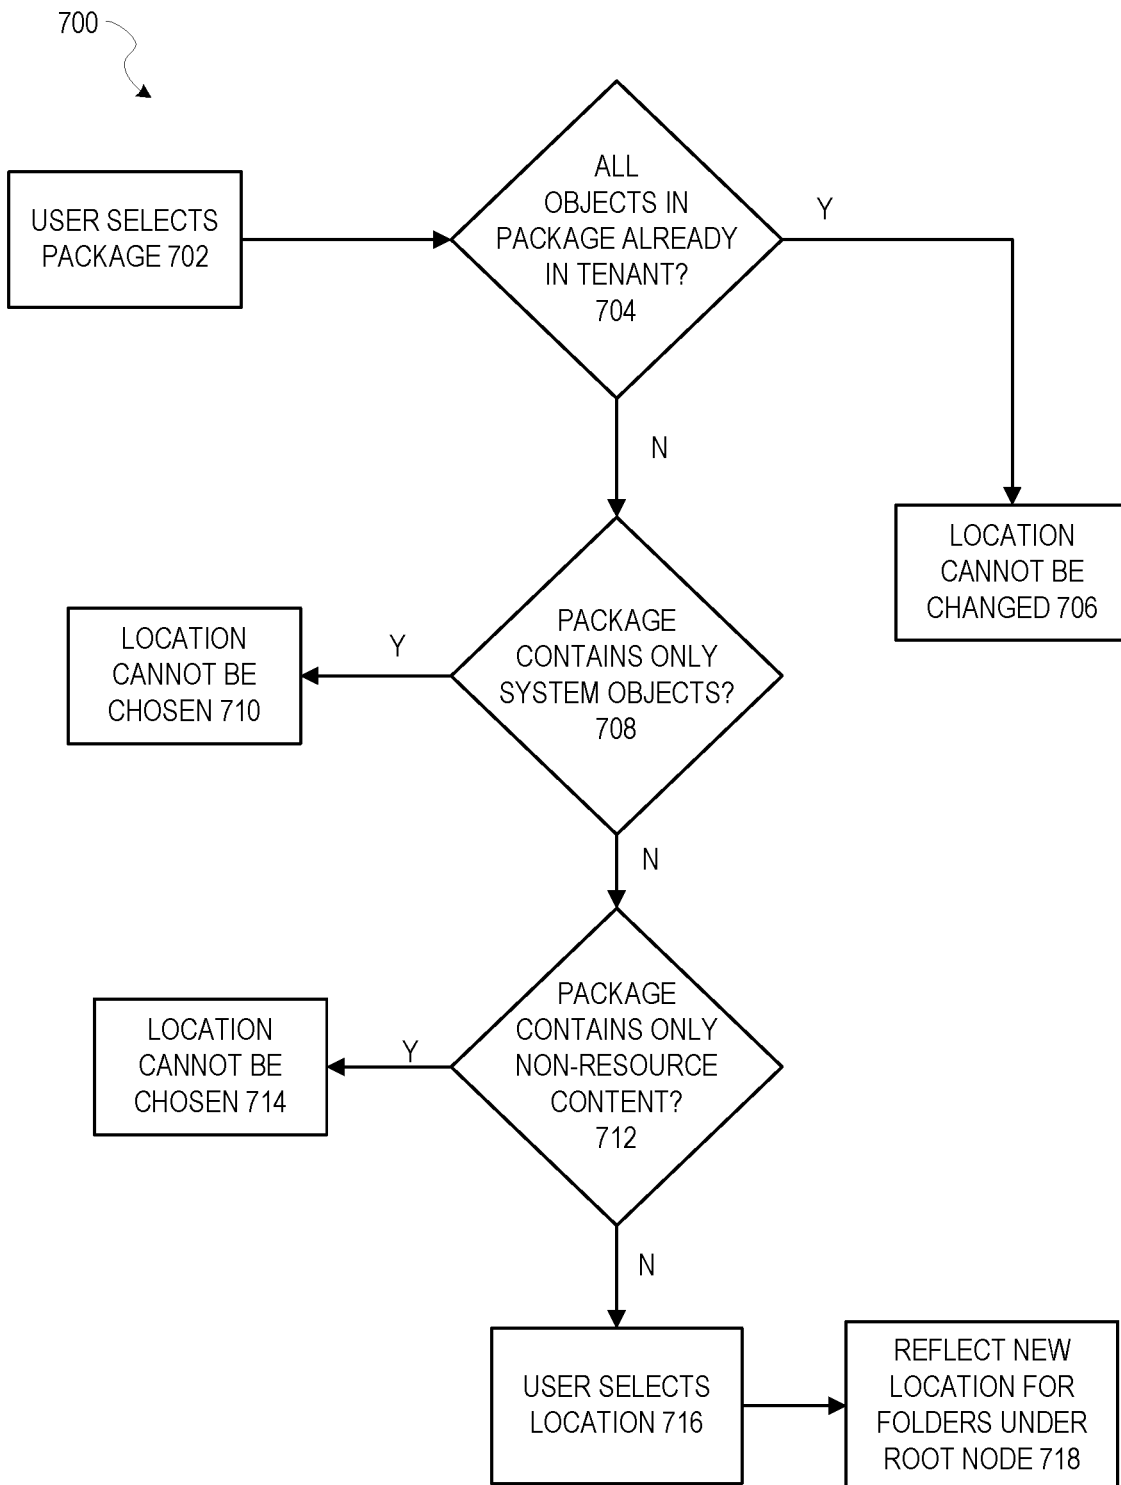 700
USER SELECTS
PACKAGE 702
ALL
OBJECTS IN
PACKAGE ALREADY
IN TENANT?
704
Y
N
LOCATION
CANNOT BE
CHANGED 706
PACKAGE
CONTAINS ONLY
SYSTEM OBJECTS?
708
Y
LOCATION
CANNOT BE
CHOSEN 710
N
PACKAGE
CONTAINS ONLY
NON-RESOURCE
CONTENT?
712
Y
LOCATION
CANNOT BE
CHOSEN 714
N
USER SELECTS
LOCATION 716
REFLECT NEW
LOCATION FOR
FOLDERS UNDER
ROOT NODE 718